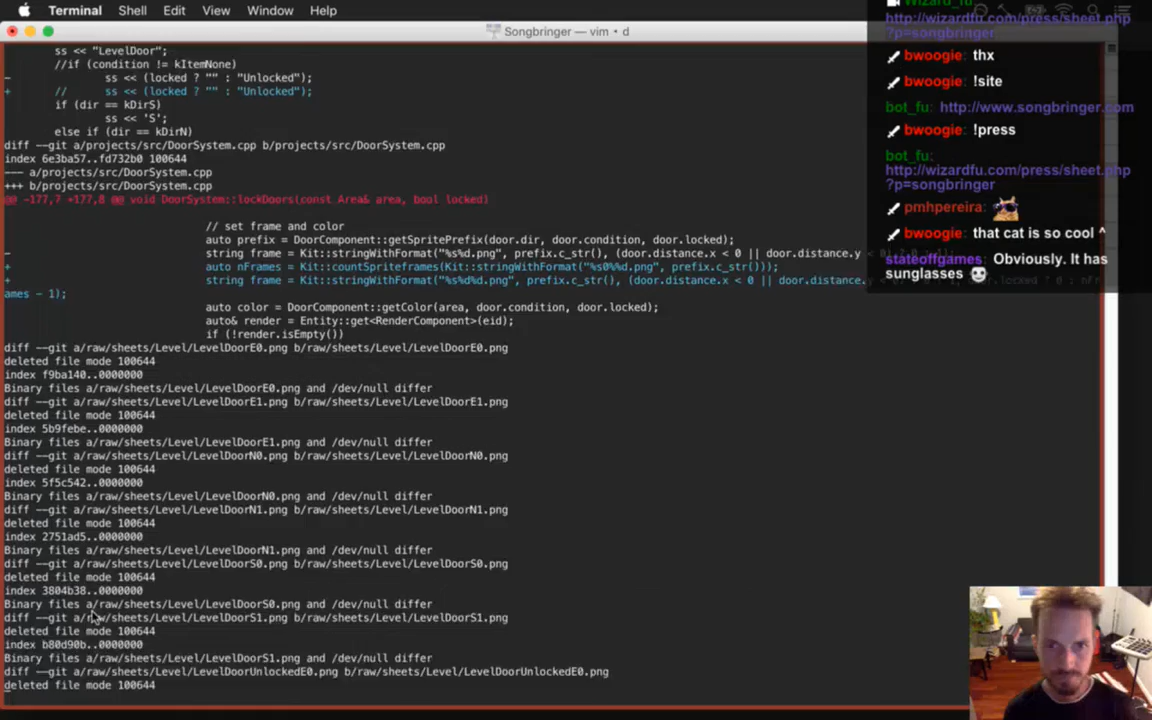 Terminal Shell Edit View Window Help
Songbringer — vim • d
ss << "LevelDoor";
//if (condition != kItemNone)
- ss << (locked ? "" : "Unlocked");
+ // ss << (locked ? "" : "Unlocked");
if (dir == kDirS)
ss << 'S';
else if (dir == kDirN)
diff --git a/projects/src/DoorSystem.cpp b/projects/src/DoorSystem.cpp
index 6e3ba57..fd732b0 100644
--- a/projects/src/DoorSystem.cpp
+++ b/projects/src/DoorSystem.cpp
@@ -177,7 +177,8 @@ void DoorSystem::lockDoors(const Area& area, bool locked)
// set frame and color
auto prefix = DoorComponent::getSpritePrefix(door.dir, door.condition, door.locked);
- string frame = Kit::stringWithFormat("%s%d.png", prefix.c_str(), (door.distance.x < 0 || door.distance.y <
+ auto nFrames = Kit::countSpriteframes(Kit::stringWithFormat("%s0%%d.png", prefix.c_str()));
+ string frame = Kit::stringWithFormat("%s%d%d.png", prefix.c_str(), (door.distance.x < 0 || door.distance.y
ames - 1);
auto color = DoorComponent::getColor(area, door.condition, door.locked);
auto& render = Entity::get<RenderComponent>(eid);
if (!render.isEmpty())
diff --git a/raw/sheets/Level/LevelDoorE0.png b/raw/sheets/Level/LevelDoorE0.png
deleted file mode 100644
index f9ba140..0000000
Binary files a/raw/sheets/Level/LevelDoorE0.png and /dev/null differ
diff --git a/raw/sheets/Level/LevelDoorE1.png b/raw/sheets/Level/LevelDoorE1.png
deleted file mode 100644
index 5b9febe..0000000
Binary files a/raw/sheets/Level/LevelDoorE1.png and /dev/null differ
diff --git a/raw/sheets/Level/LevelDoorN0.png b/raw/sheets/Level/LevelDoorN0.png
deleted file mode 100644
index 5f5c542..0000000
Binary files a/raw/sheets/Level/LevelDoorN0.png and /dev/null differ
diff --git a/raw/sheets/Level/LevelDoorN1.png b/raw/sheets/Level/LevelDoorN1.png
deleted file mode 100644
index 2751ad5..0000000
Binary files a/raw/sheets/Level/LevelDoorN1.png and /dev/null differ
diff --git a/raw/sheets/Level/LevelDoorS0.png b/raw/sheets/Level/LevelDoorS0.png
deleted file mode 100644
index 3804b38..0000000
Binary files a/raw/sheets/Level/LevelDoorS0.png and /dev/null differ
diff --git a/raw/sheets/Level/LevelDoorS1.png b/raw/sheets/Level/LevelDoorS1.png
deleted file mode 100644
index b80d90b..0000000
Binary files a/raw/sheets/Level/LevelDoorS1.png and /dev/null differ
diff --git a/raw/sheets/Level/LevelDoorUnlockedE0.png b/raw/sheets/Level/LevelDoorUnlockedE0.png
deleted file mode 100644
wizard_fu
http://wizardfu.com/press/sheet.php
?p=songbringer
bwoogie: thx
bwoogie: !site
bot_fu: http://www.songbringer.com
bwoogie: !press
bot_fu:
http://wizardfu.com/press/sheet.php
?p=songbringer
pmhpereira:
bwoogie: that cat is so cool ^
stateoffgames: Obviously. It has
sunglasses